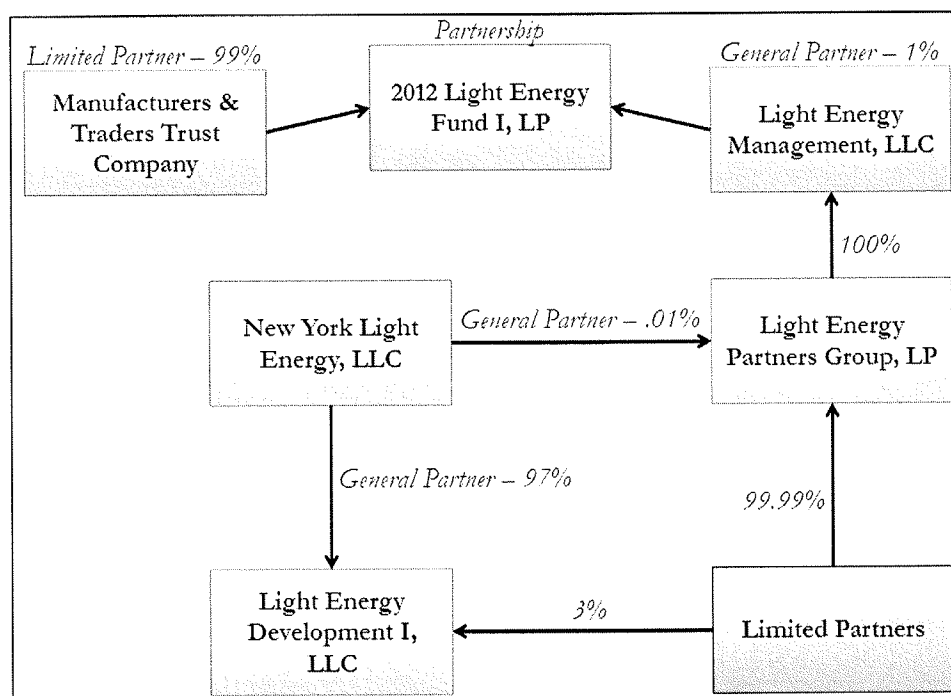 Partnership
Limited Partner – 99%
General Partner – 1%
Manufacturers &
Traders Trust
Company
2012 Light Energy
Fund I, LP
Light Energy
Management, LLC
100%
New York Light
Energy, LLC
General Partner – .01%
Light Energy
Partners Group, LP
General Partner – 97%
99.99%
Light Energy
Development I,
LLC
3%
Limited Partners